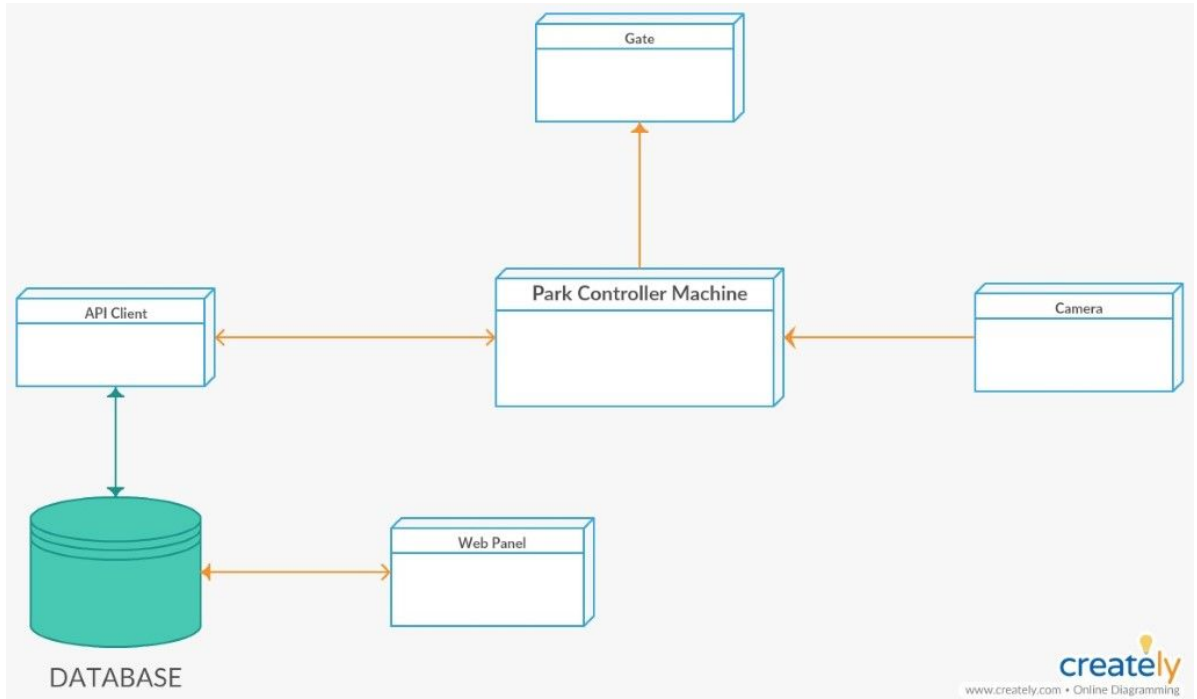 Gate
Park Controller Machine
API Client
Camera
Web Panel
DATABASE
creately
www.creately.com • Online Diagramming